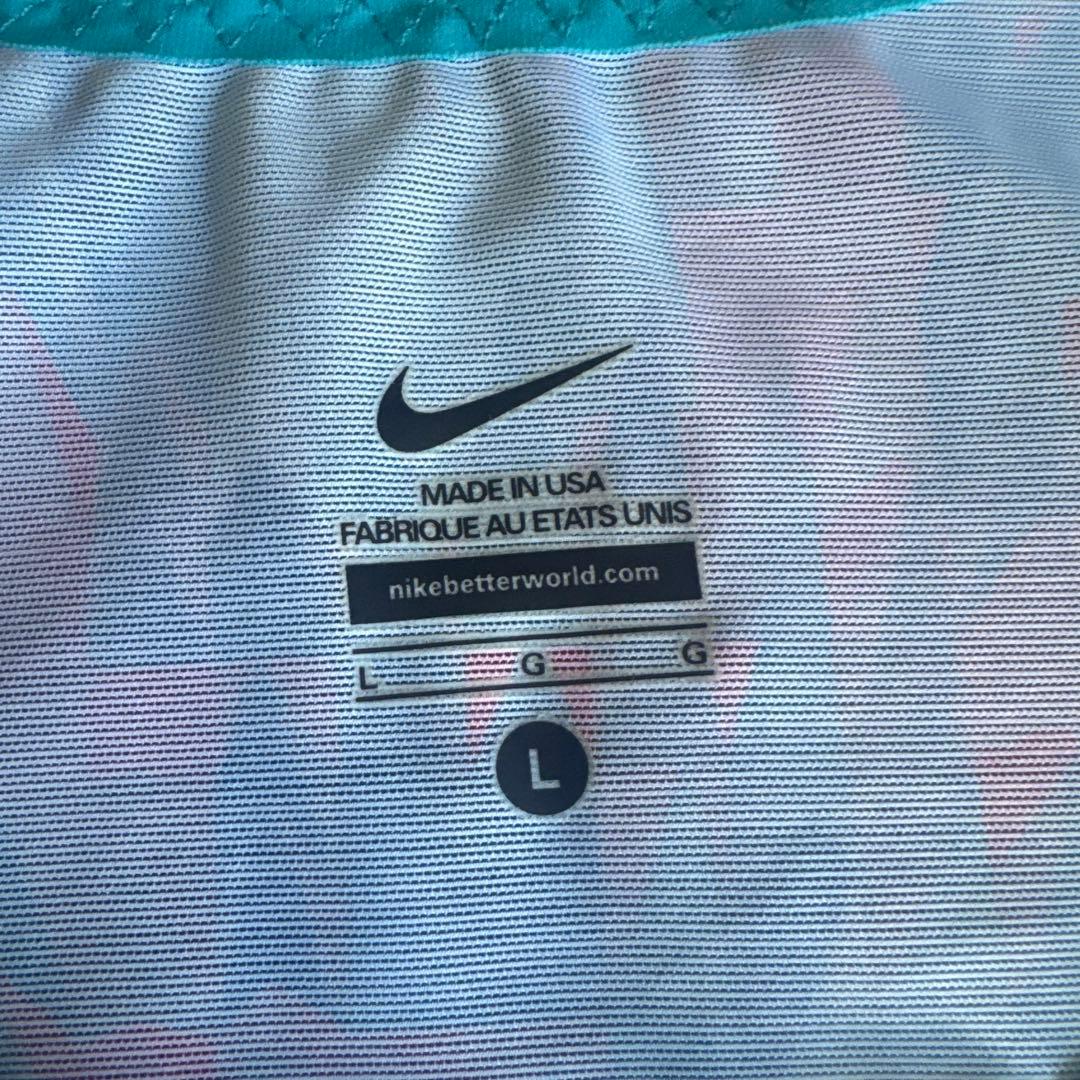 MADE IN USA
FABRIQUE AU ETATS UNIS
nikebetterworld.com
L G G
L